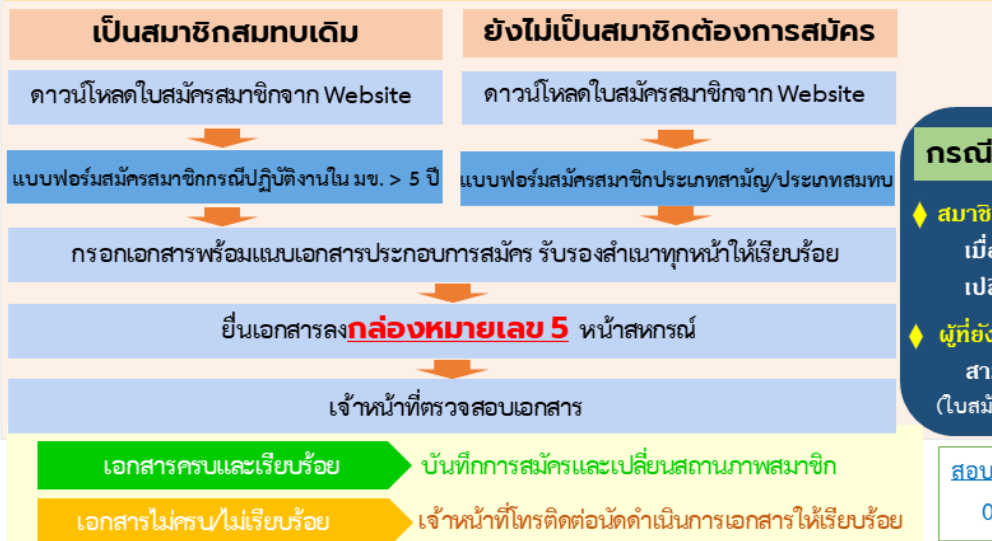 เป็นสมาชิกสมทบเดิม
ยังไม่เป็นสมาชิกต้องการสมัคร
ดาวน์โหลดใบสมัครสมาชิกจาก Website
ดาวน์โหลดใบสมัครสมาชิกจาก Website
แบบฟอร์มสมัครสมาชิกกรณีปฏิบัติงานใน มข. > 5 ปี
แบบฟอร์มสมัครสมาชิกประเภทสามัญ/ประเภทสมทบ
กรอกเอกสารพร้อมแนบเอกสารประกอบการสมัคร รับรองสำเนาทุกหน้าให้เรียบร้อย
ยื่นเอกสารลงกล่องหมายเลข 5 หน้าสหกรณ์
เจ้าหน้าที่ตรวจสอบเอกสาร
เอกสารครบและเรียบร้อย
บันทึกการสมัครและเปลี่ยนสถานภาพสมาชิก
เอกสารไม่ครบ/ไม่เรียบร้อย
เจ้าหน้าที่โทรติดต่อนัดดำเนินการเอกสารให้เรียบร้อย
กรณี
ผู้ที่ยัง
สอบ
0